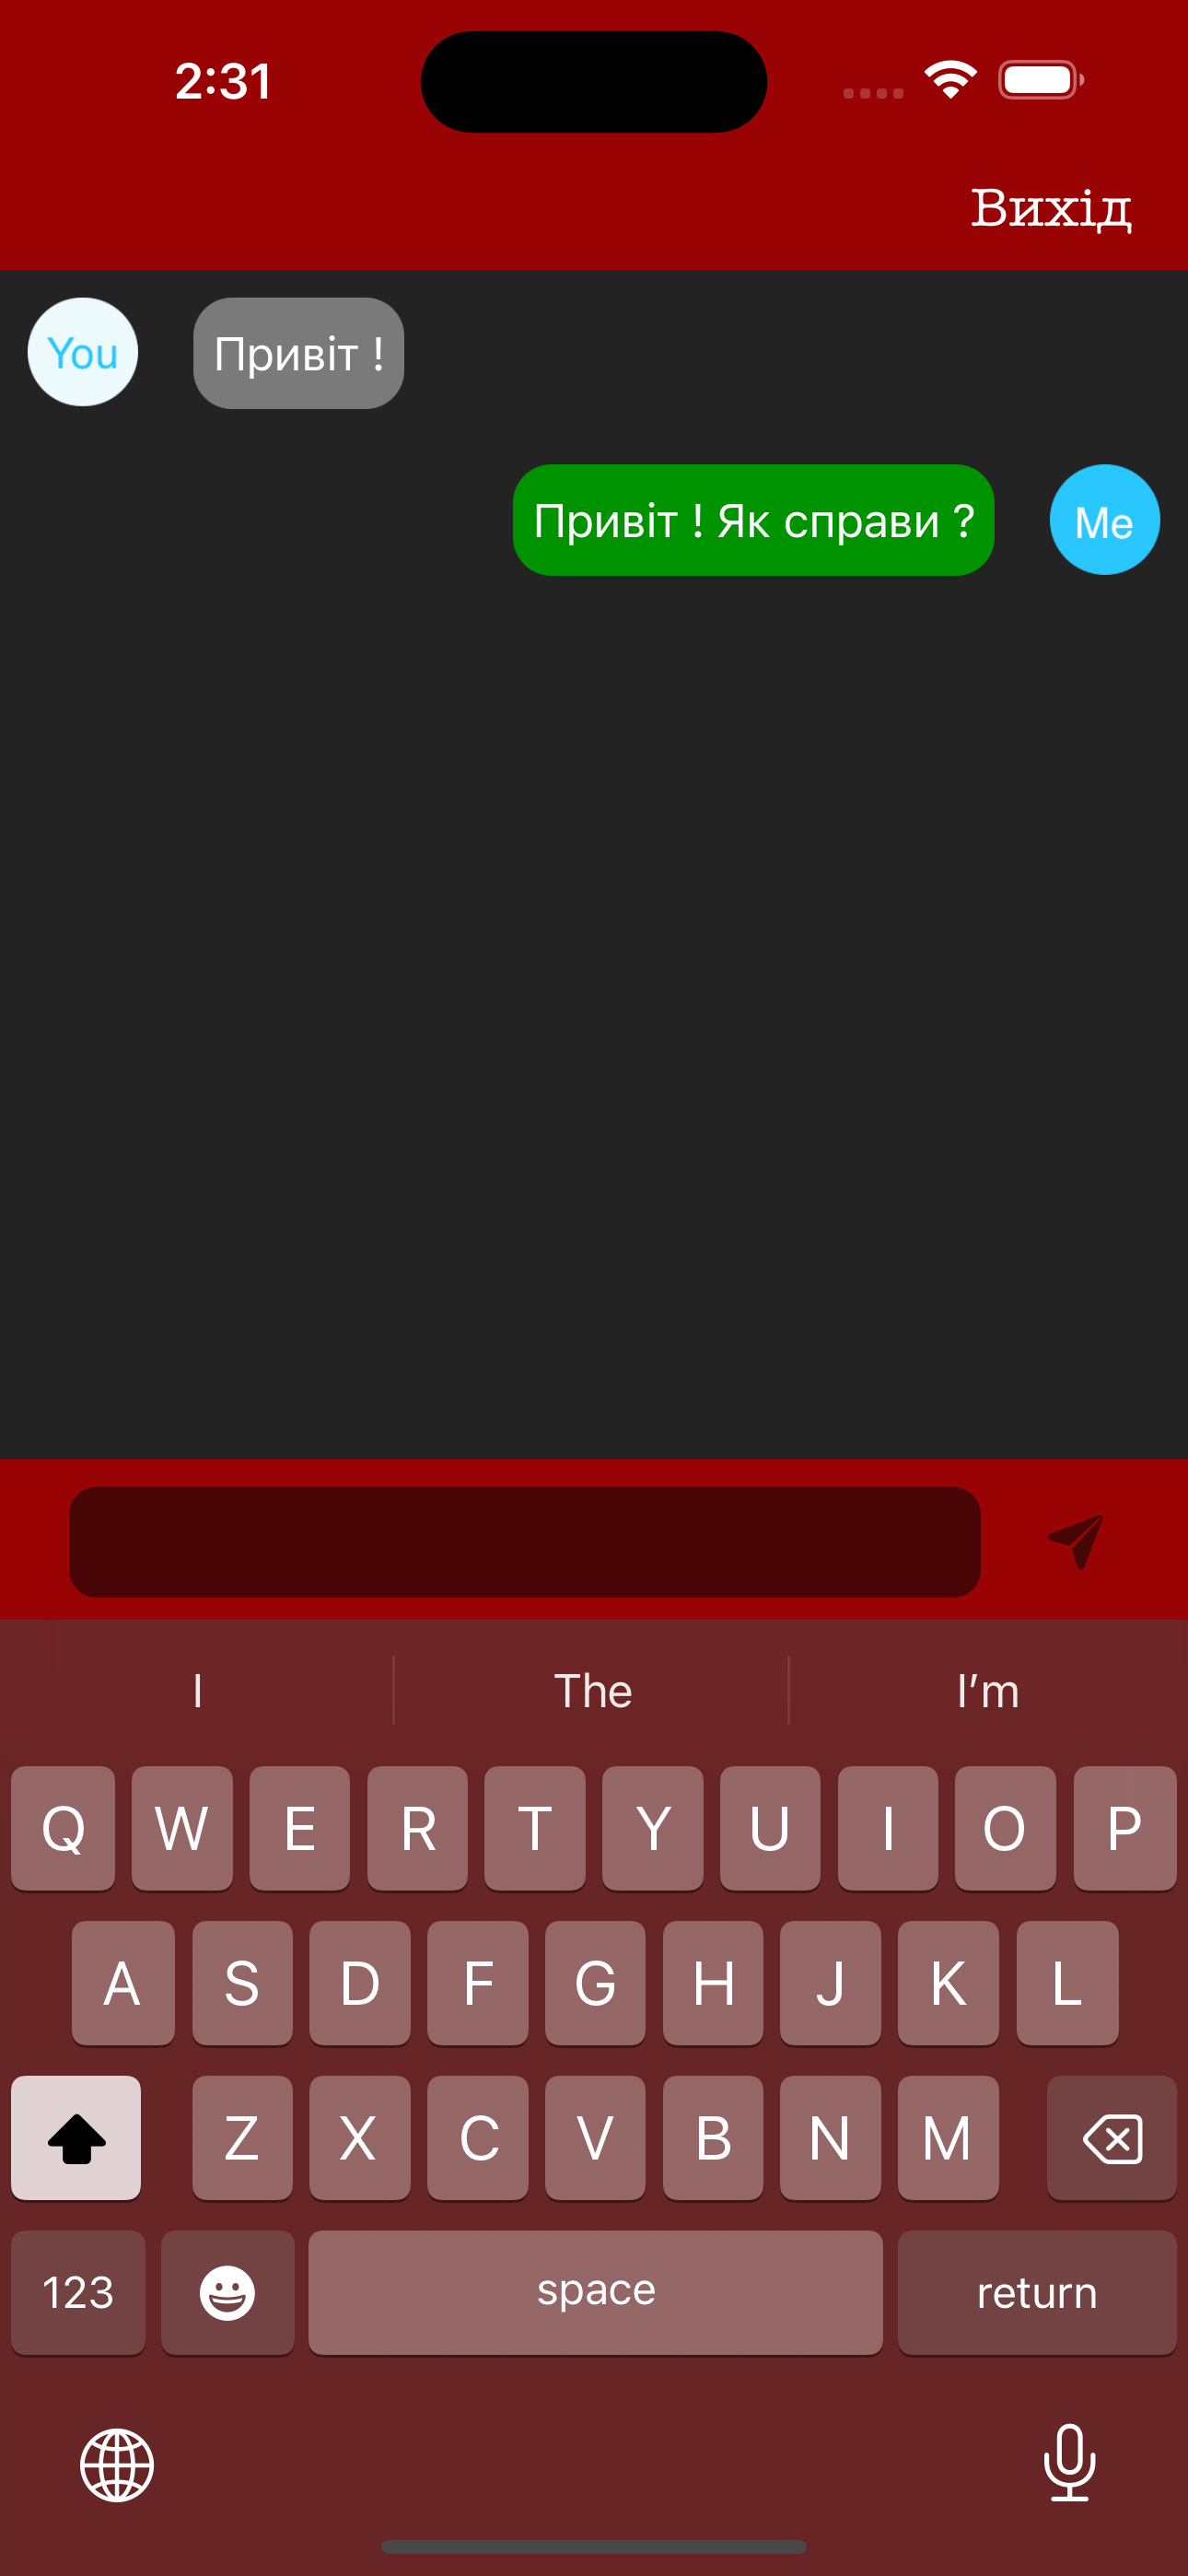 2:31
Вихід
You
Привіт !
Привіт ! Як справи ?
Me
I The I'm
Q W E R T Y U I O P
A S D F G H J K L
Z X C V B N M
123 space return